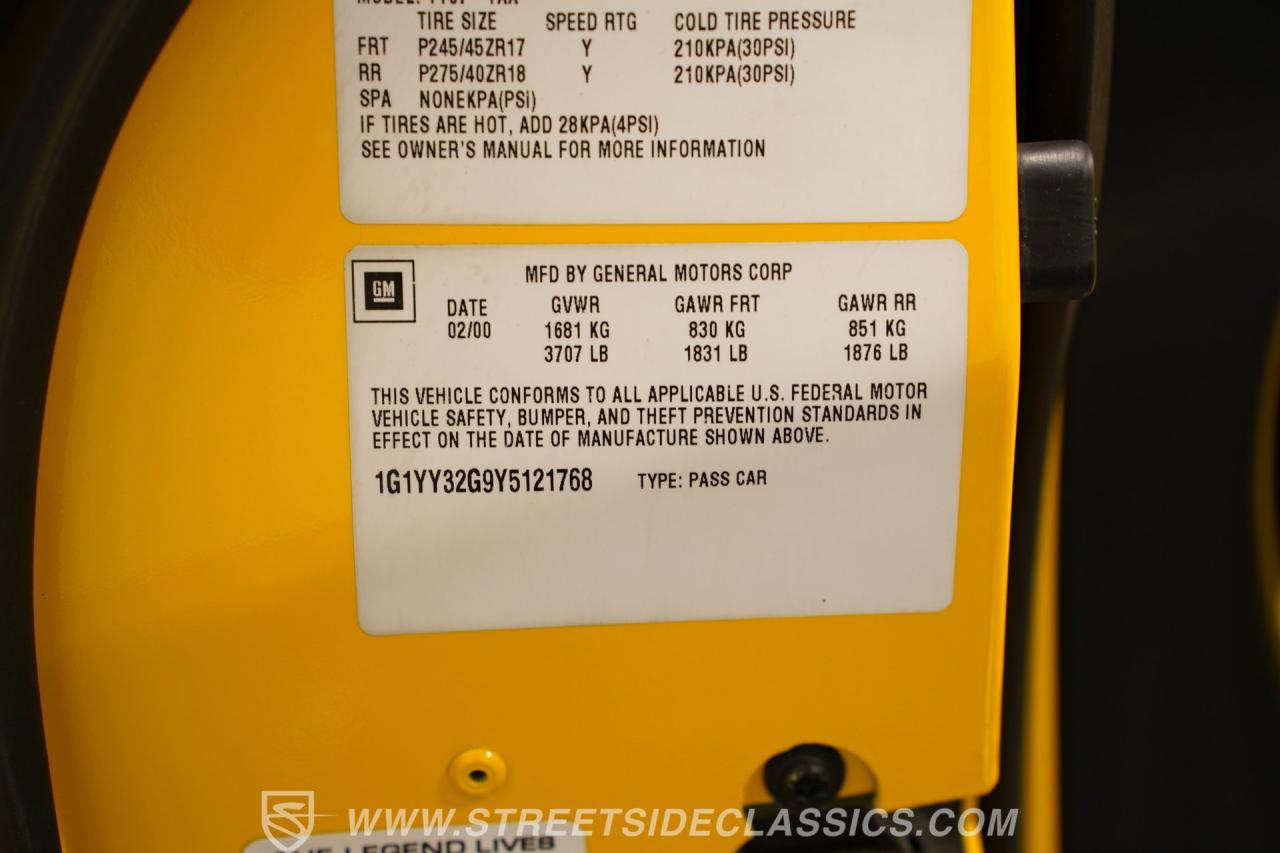 MODEL:
TIRE SIZE SPEED RTG COLD TIRE PRESSURE
FRT P245/45ZR17 Y 210KPA(30PSI)
RR P275/40ZR18 Y 210KPA(30PSI)
SPA NONEKPA(PSi)
IF TIRES ARE HOT, ADD 28KPA(4PSI)
SEE OWNER'S MANUAL FOR MORE INFORMATION
GM
MFD BY GENERAL MOTORS CORP
DATE GVWR GAWR FRT GAWR RR
02/00 1681 KG 830 KG 851 KG
3707 LB 1831 LB 1876 LB
THIS VEHICLE CONFORMS TO ALL APPLICABLE U.S. FEDERAL MOTOR
VEHICLE SAFETY, BUMPER, AND THEFT PREVENTION STANDARDS IN
EFFECT ON THE DATE OF MANUFACTURE SHOWN ABOVE.
1G1YY32G9Y5121768 TYPE: PASS CAR
WWW.STREETSIDECLASSICS.COM
LEGEND LIVES